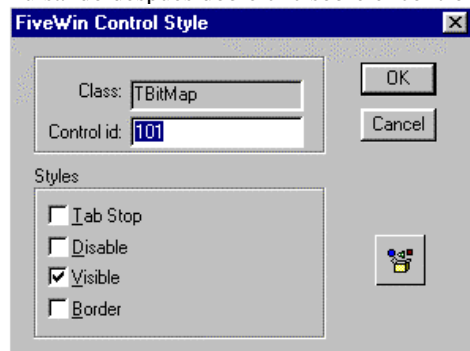 FiveWin Control Style
Class: TBitMap
Control id: 101
OK
Cancel
Styles
Tab Stop
Disable
Visible
Border